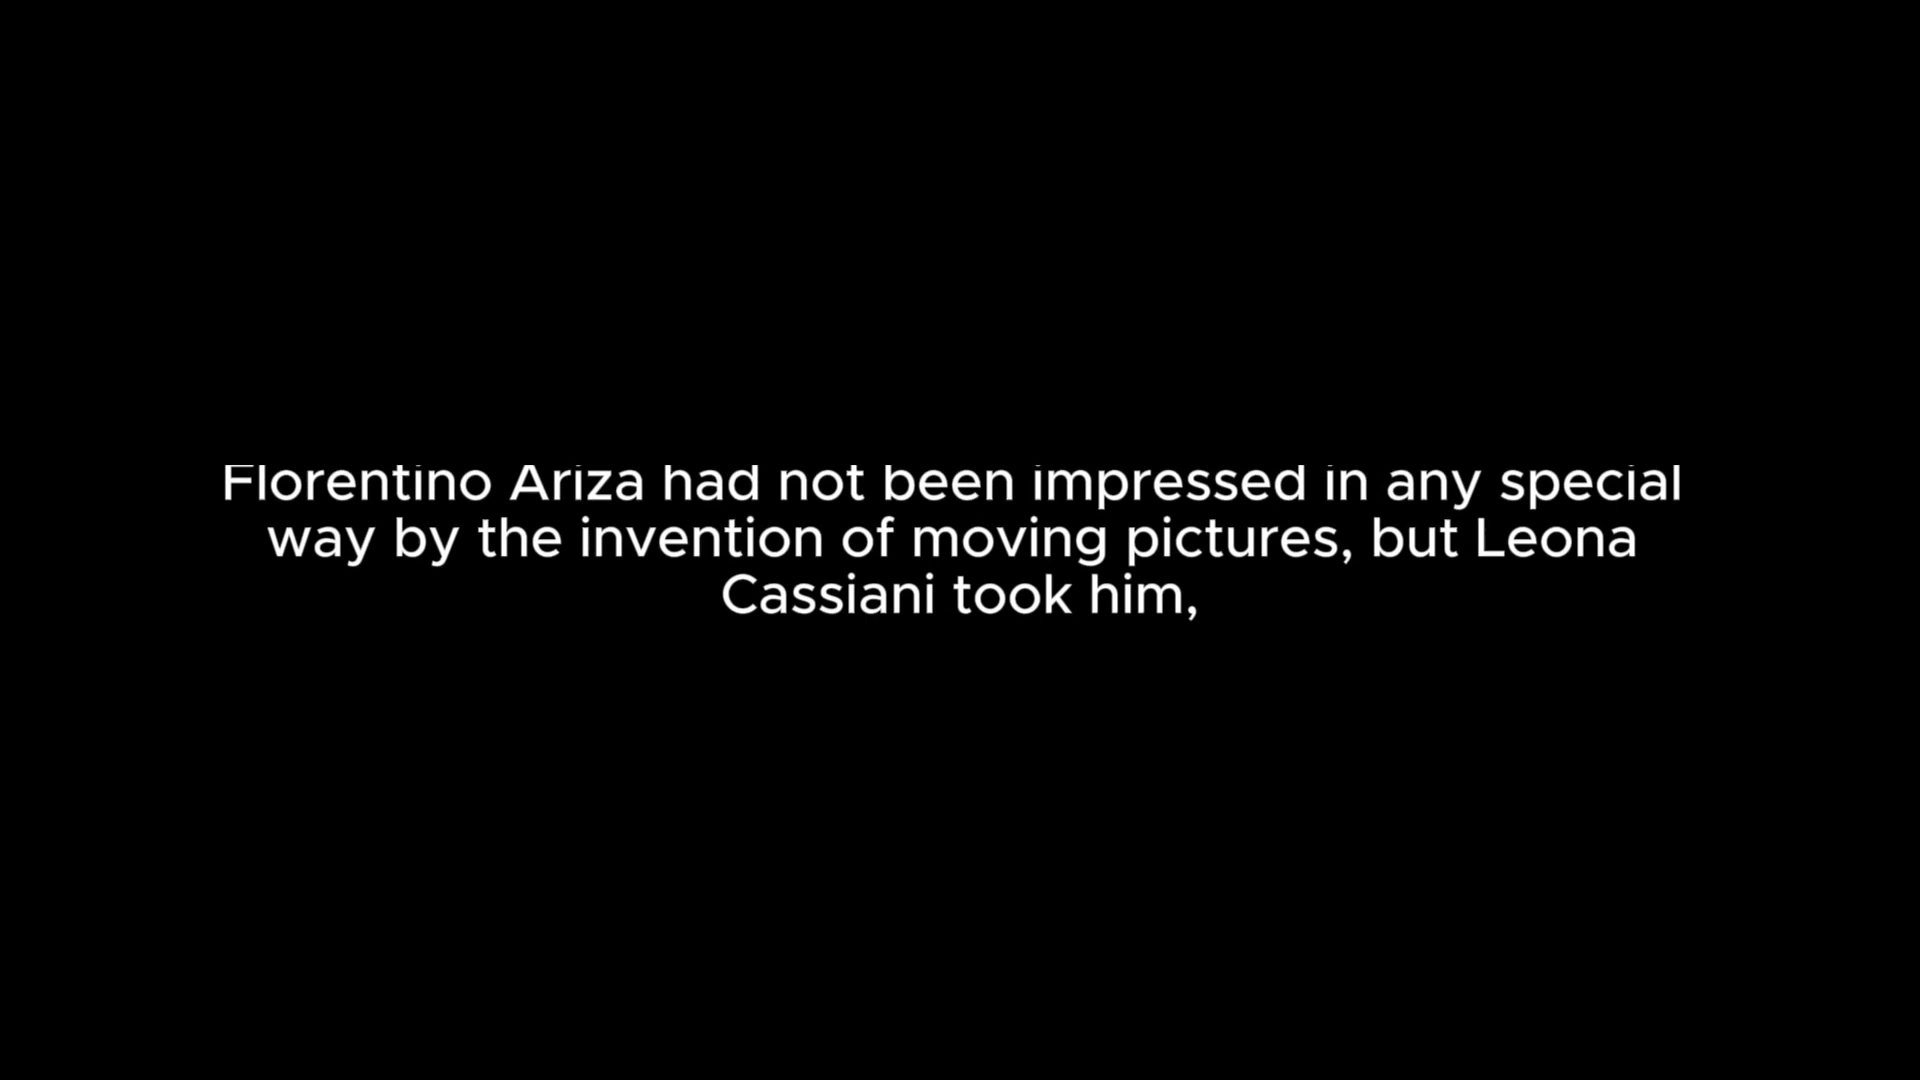 Florentino Ariza had not been impressed in any special
way by the invention of moving pictures, but Leona
Cassiani took him,